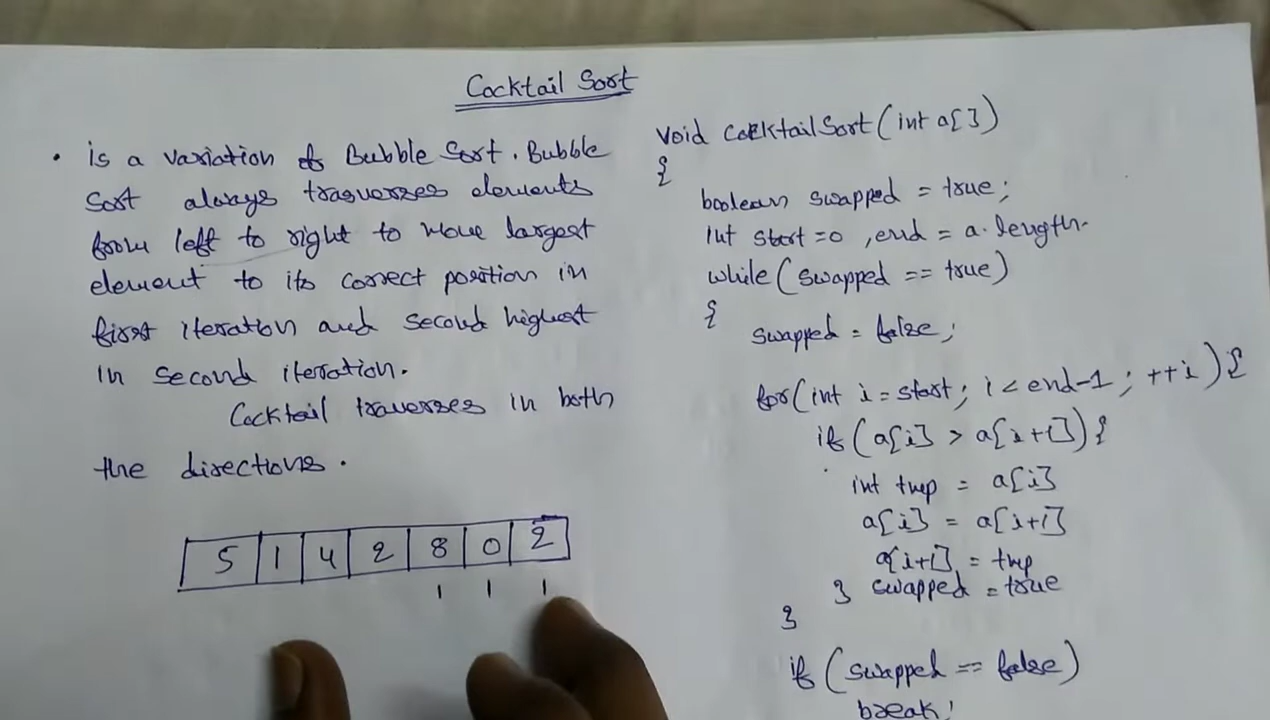 Cocktail Sort
• is a variation of Bubble Sort. Bubble
Sort always traverses elements
from left to right to move largest
element to its correct position in
first iteration and second highest
in second iteration.
Cocktail traverses in both
the directions.
5 1 4 2 8 0 2
void CocktailSort(int a[])
{
boolean swapped = true;
int start=0, end = a.length.
while(swapped == true)
{
swapped = false;
for(int i = start; i < end-1; ++i){
if (a[i] > a[i+1]){
int tmp = a[i]
a[i] = a[i+1]
a[i+1] = tmp
} swapped = true
}
if (swapped == false)
break;